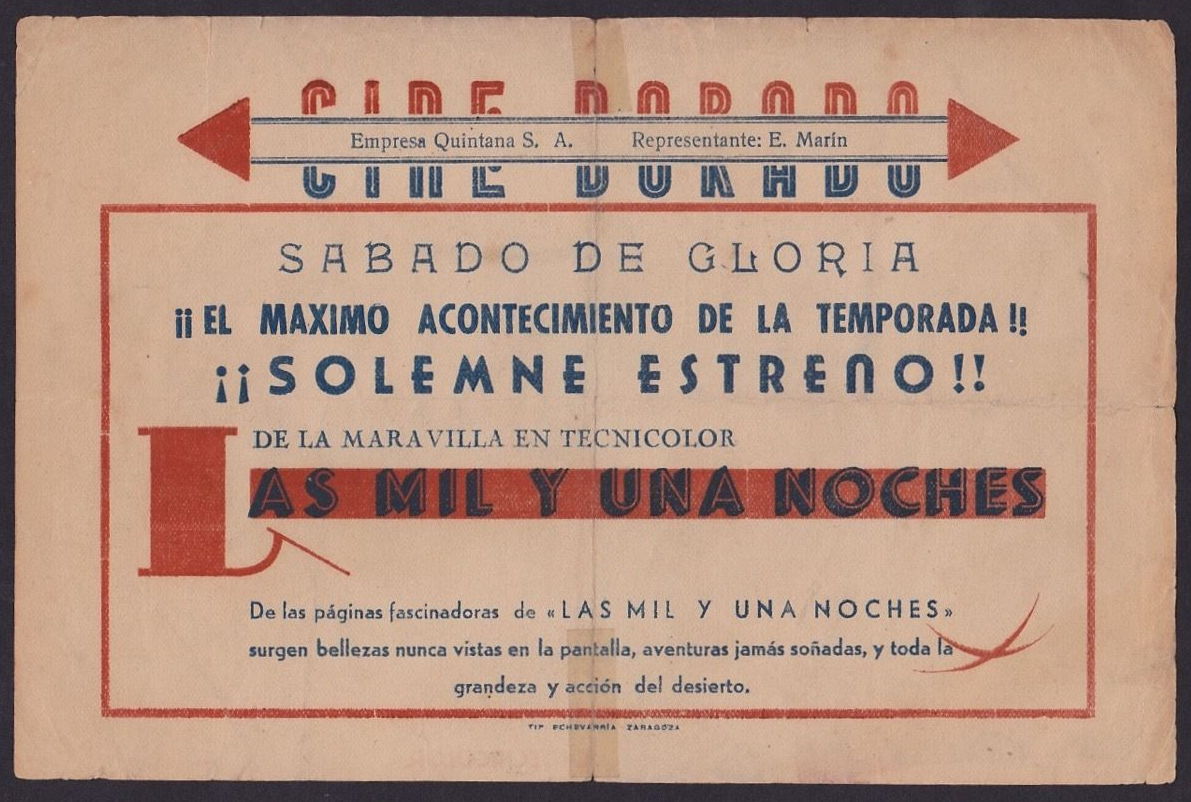 CINE DORADO
Empresa Quintana S. A. Representante: E. Marín
CINE DORADO
SABADO DE GLORIA
¡¡EL MAXIMO ACONTECIMIENTO DE LA TEMPORADA!!
¡¡SOLEMNE ESTRENO!!
DE LA MARAVILLA EN TECNICOLOR
LAS MIL Y UNA NOCHES
De las páginas fascinadoras de «LAS MIL Y UNA NOCHES»
surgen bellezas nunca vistas en la pantalla, aventuras jamás soñadas, y toda la
grandeza y acción del desierto.
TIP ECHEVARRÍA - ZARAGOZA